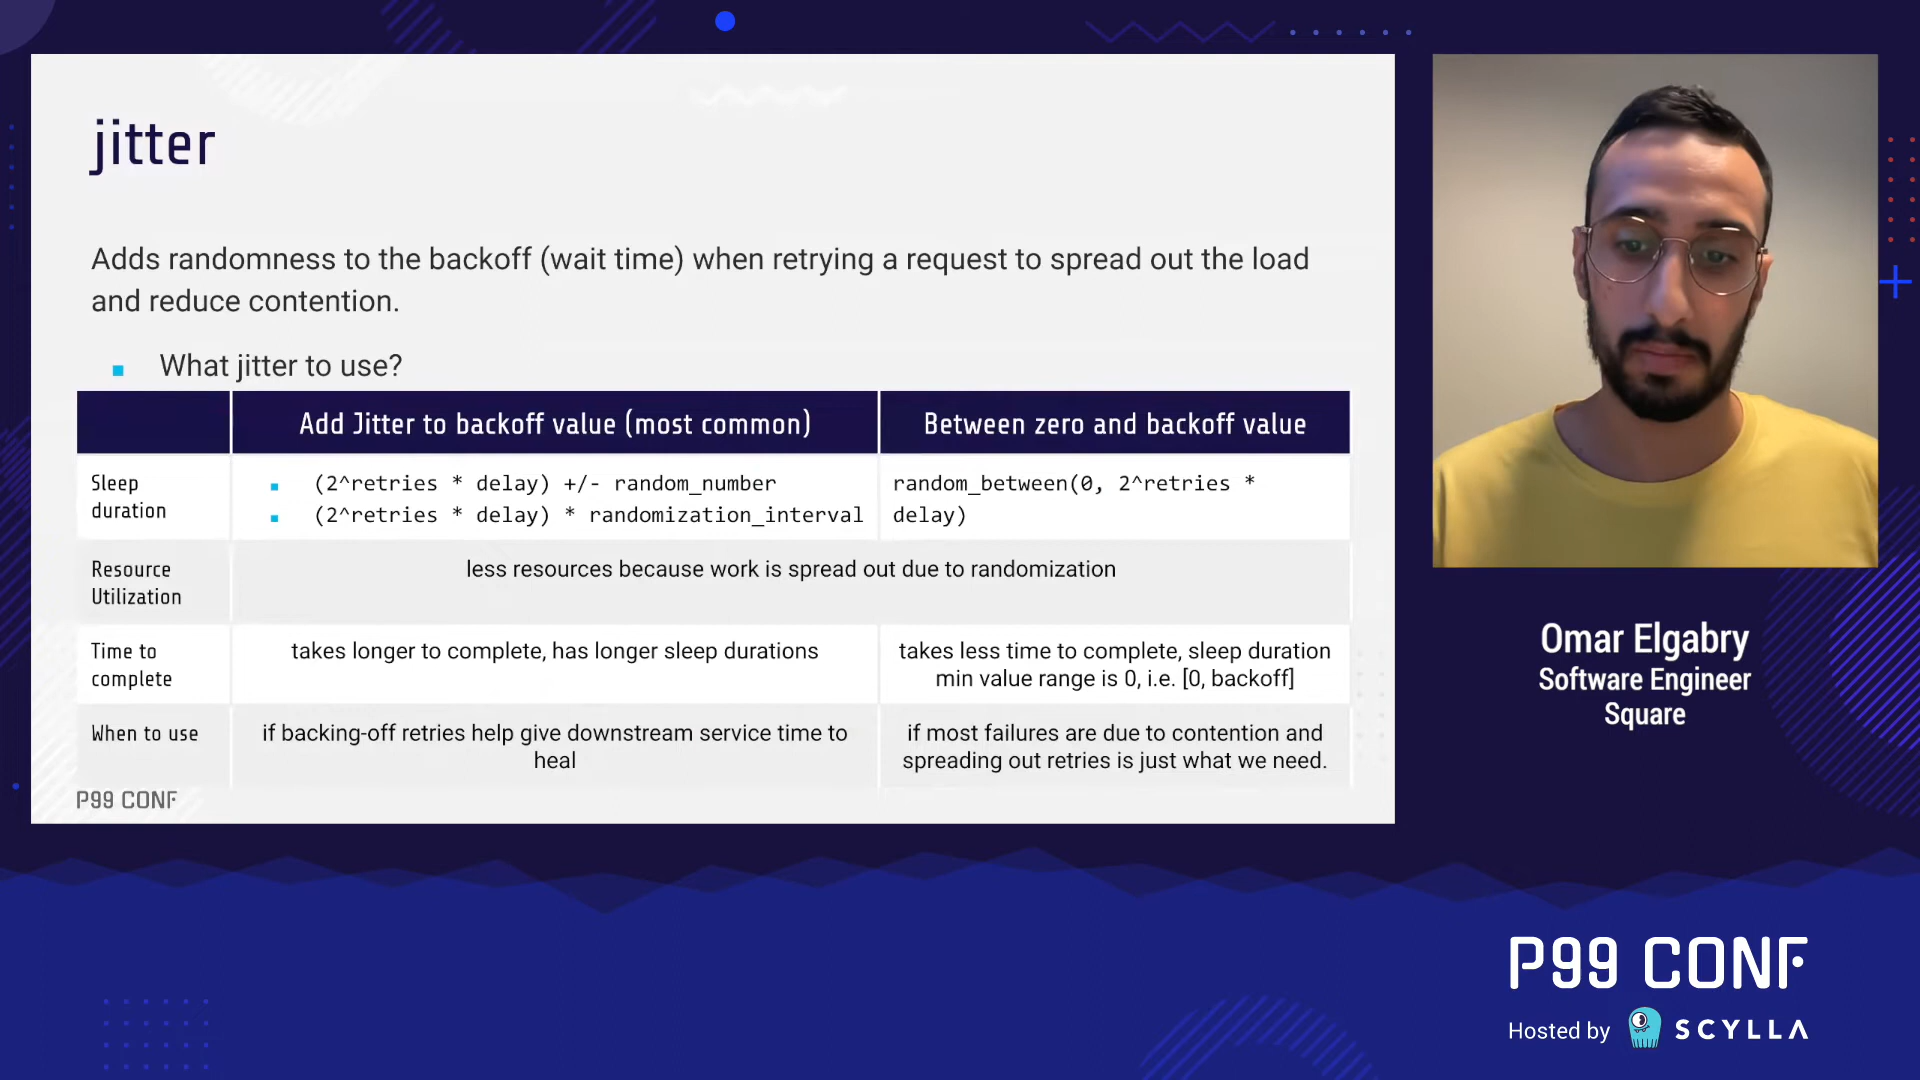 jitter
Adds randomness to the backoff (wait time) when retrying a request to spread out the load
and reduce contention.
What jitter to use?
Add Jitter to backoff value (most common)
Between zero and backoff value
Sleep
duration
(2^retries * delay) +/- random_number
(2^retries * delay) * randomization_interval
random_between(0, 2^retries *
delay)
Resource
Utilization
less resources because work is spread out due to randomization
Time to
complete
takes longer to complete, has longer sleep durations
takes less time to complete, sleep duration
min value range is 0, i.e. [0, backoff]
When to use
if backing-off retries help give downstream service time to
heal
if most failures are due to contention and
spreading out retries is just what we need.
P99 CONF
Omar Elgabry
Software Engineer
Square
P99 CONF
Hosted by SCYLLA